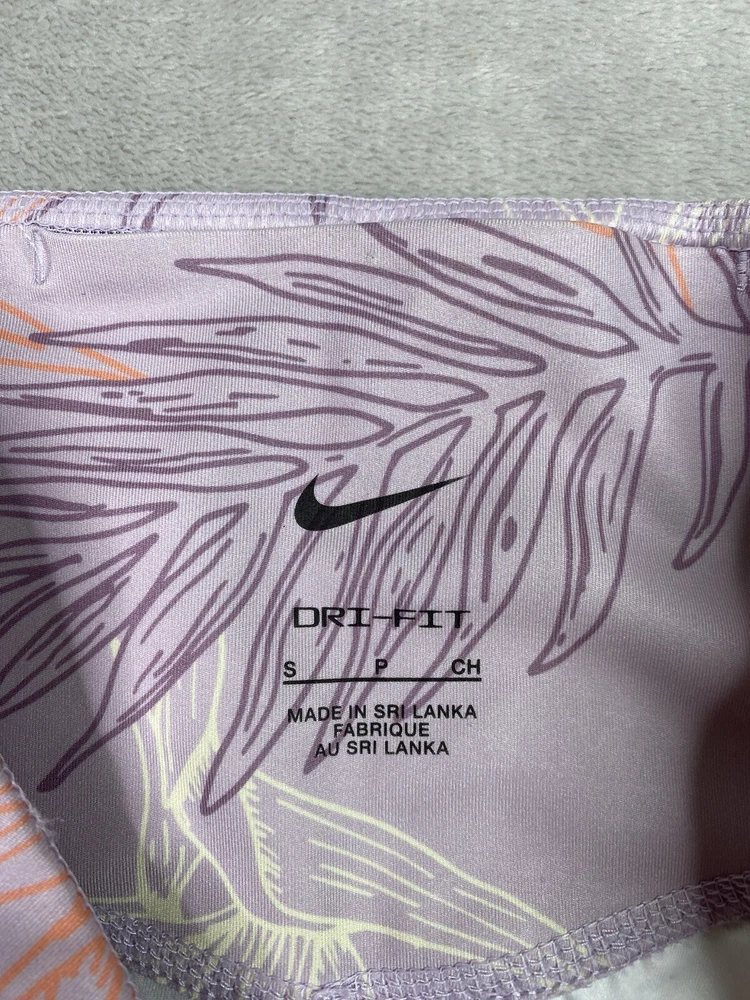 DRI-FIT
S P CH
MADE IN SRI LANKA
FABRIQUE
AU SRI LANKA